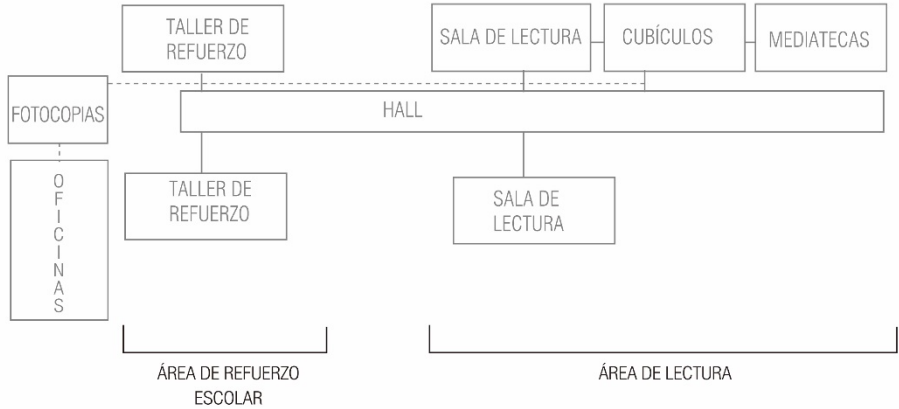 TALLER DE
REFUERZO
SALA DE LECTURA
CUBÍCULOS
MEDIATECAS
FOTOCOPIAS
HALL
OFICINAS
TALLER DE
REFUERZO
SALA DE
LECTURA
ÁREA DE REFUERZO
ESCOLAR
ÁREA DE LECTURA